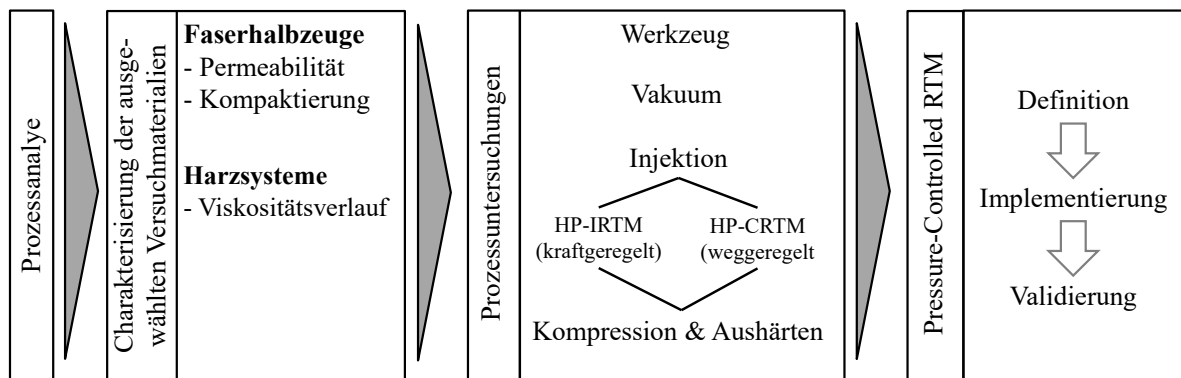 Prozessanalye
Charakterisierung der ausge-
wählten Versuchmaterialien
Faserhalbzeuge
- Permeabilität
- Kompaktierung
Harzsysteme
- Viskositätsverlauf
Prozessuntersuchungen
Werkzeug
Vakuum
Injektion
HP-IRTM
(kraftgeregelt)
HP-CRTM
(weggeregelt
Kompression & Aushärten
Pressure-Controlled RTM
Definition
Implementierung
Validierung